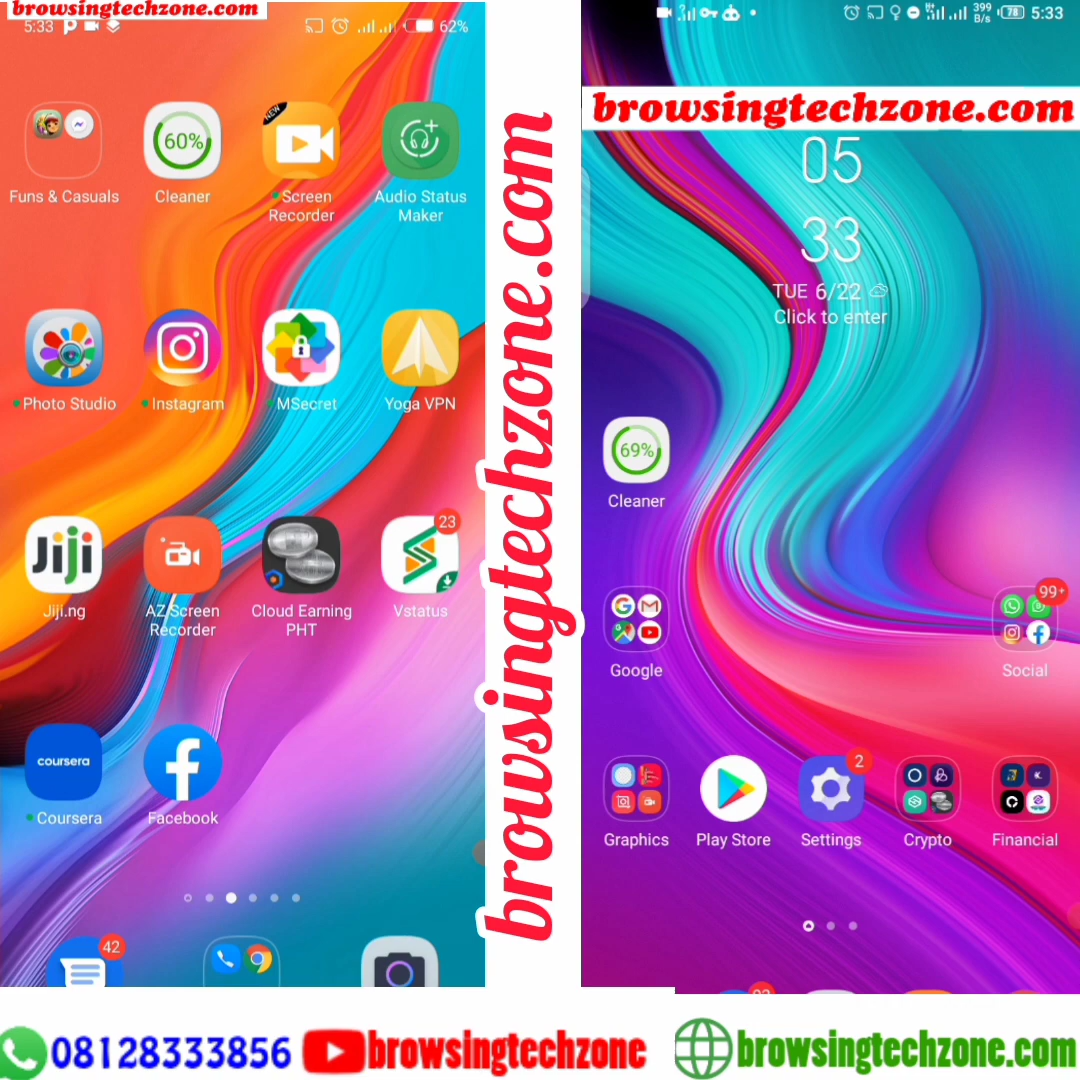 browsingtechzone.com
5:33 62%
Funs & Casuals
60%
Cleaner
NEW
Screen
Recorder
Audio Status
Maker
Photo Studio
Instagram
MSecret
Yoga VPN
Jiji
Jiji.ng
AZ Screen
Recorder
Cloud Earning
PHT
23
Vstatus
coursera
Coursera
Facebook
42
browsingtechzone.com
399
B/s
78
5:33
browsingtechzone.com
05
33
TUE 6/22
Click to enter
69%
Cleaner
Google
99+
Social
Graphics
Play Store
2
Settings
Crypto
Financial
08128333856
browsingtechzone
browsingtechzone.com